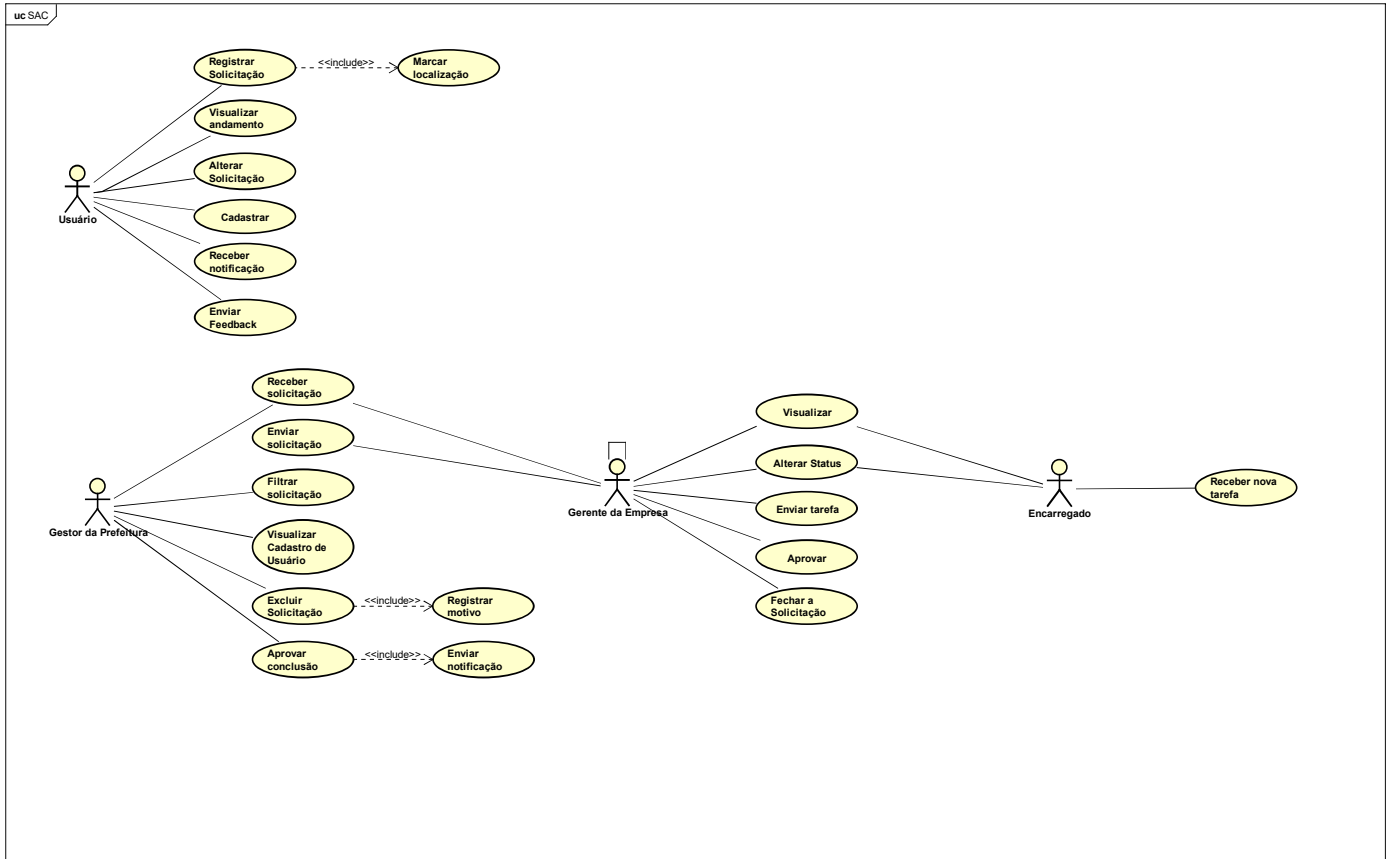 uc SAC
Registrar
Solicitação
<<include>>
Marcar
localização
Visualizar
andamento
Alterar
Solicitação
Usuário
Cadastrar
Receber
notificação
Enviar
Feedback
Receber
solicitação
Enviar
solicitação
Filtrar
solicitação
Gestor da Prefeitura
Visualizar
Cadastro de
Usuário
Excluir
Solicitação
<<include>>
Registrar
motivo
Aprovar
conclusão
<<include>>
Enviar
notificação
Gerente da Empresa
Visualizar
Alterar Status
Enviar tarefa
Aprovar
Fechar a
Solicitação
Encarregado
Receber nova
tarefa